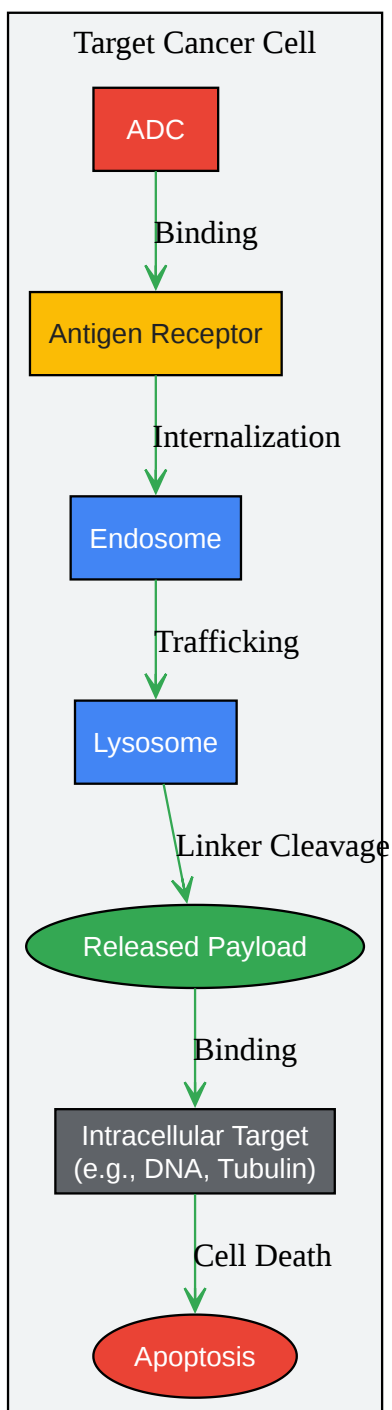 Target Cancer Cell
ADC
Binding
Antigen Receptor
Internalization
Endosome
Trafficking
Lysosome
Linker Cleavage
Released Payload
Binding
Intracellular Target
(e.g., DNA, Tubulin)
Cell Death
Apoptosis